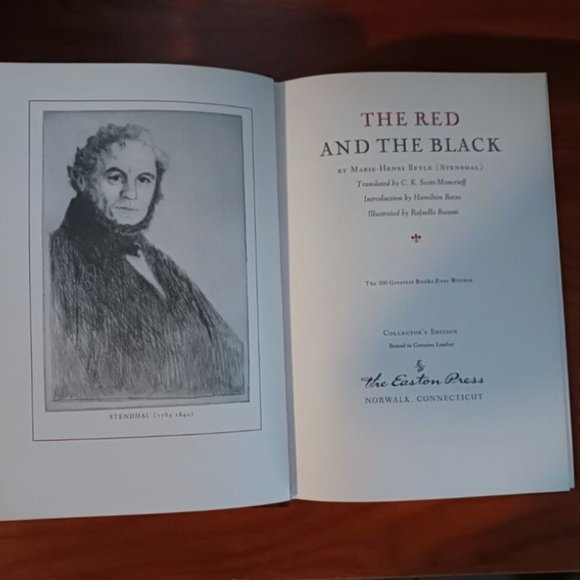 STENDHAL (1783–1842)
THE RED
AND THE BLACK
BY MARIE-HENRI BEYLE (STENDHAL)
Translated by C. K. Scott-Moncrieff
Introduction by Hamilton Basso
Illustrated by Rafaello Busoni
The 100 Greatest Books Ever Written
COLLECTOR'S EDITION
Bound in Genuine Leather
The Easton Press
NORWALK, CONNECTICUT